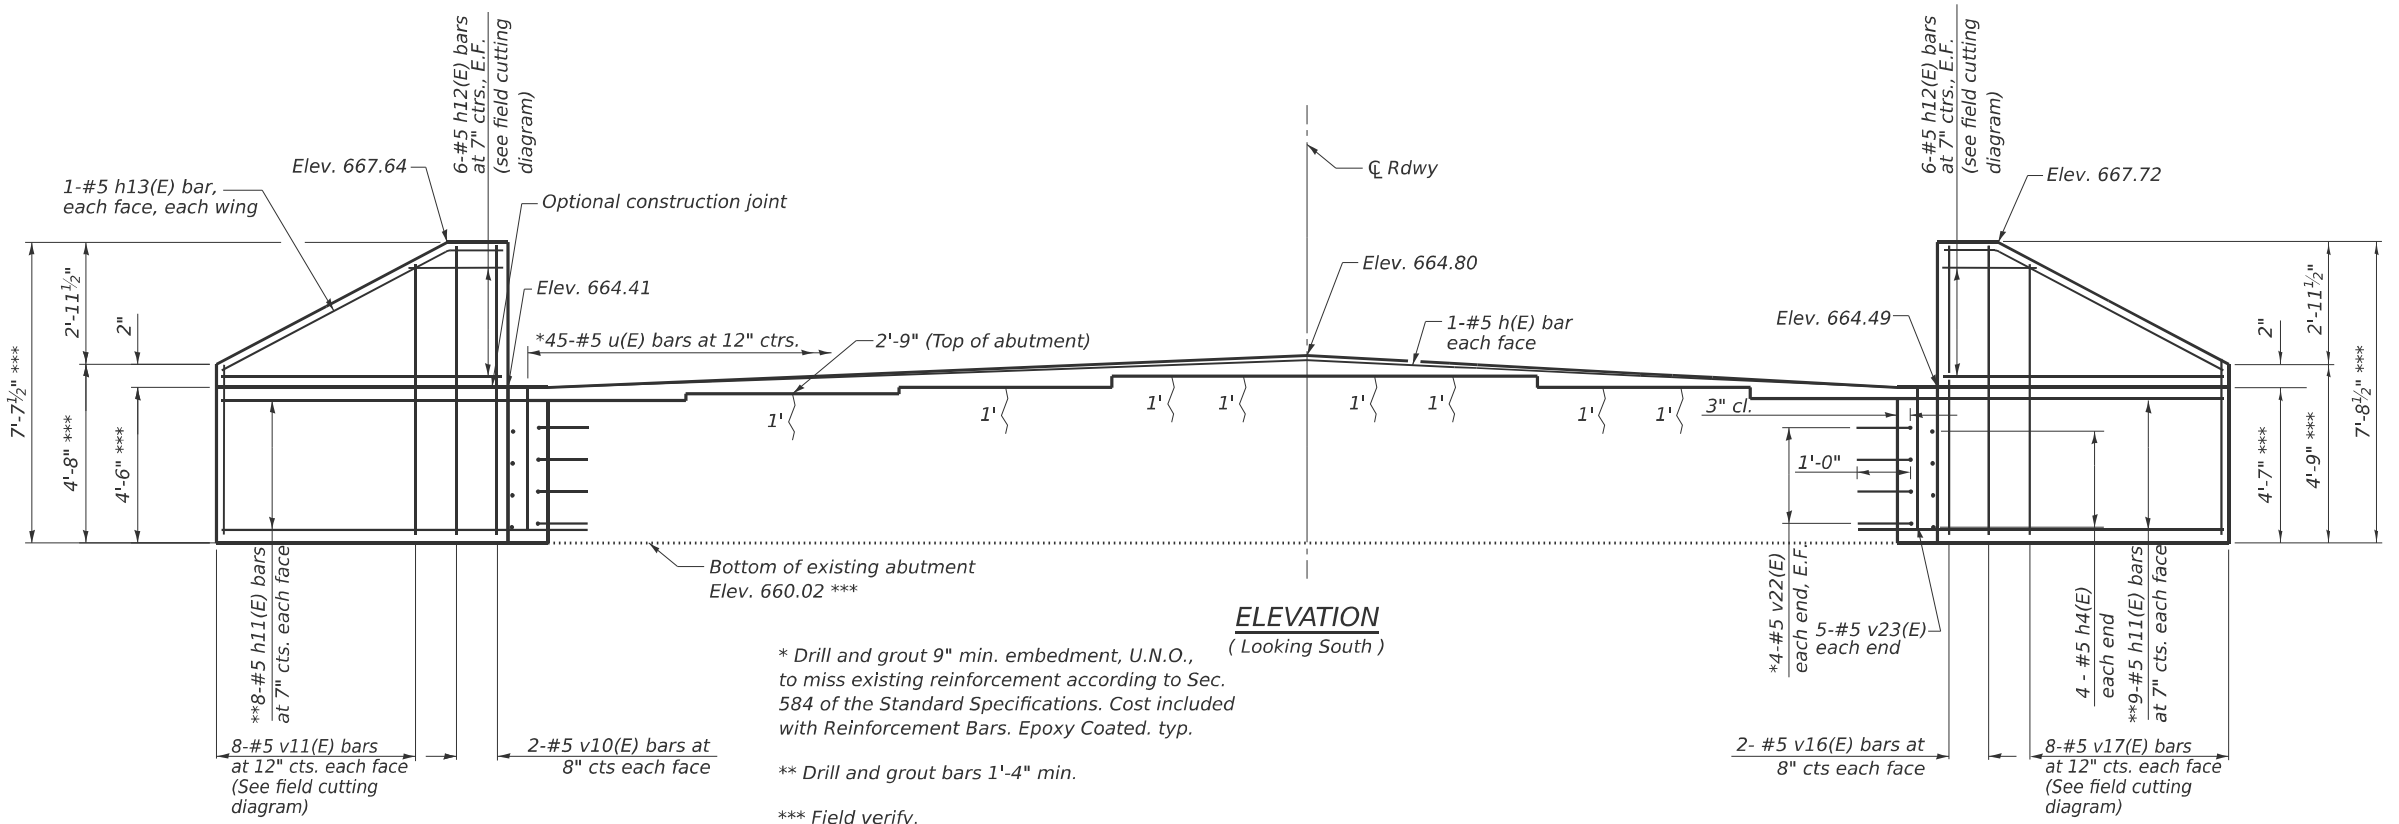 6-#5 h12(E) bars
at 7" ctrs., E.F.
(see field cutting
diagram)
6-#5 h12(E) bars
at 7" ctrs., E.F.
(see field cutting
diagram)
Elev. 667.64
℄ Rdwy
Elev. 667.72
1-#5 h13(E) bar,
each face, each wing
Optional construction joint
Elev. 664.80
Elev. 664.41
1-#5 h(E) bar
each face
Elev. 664.49
*45-#5 u(E) bars at 12" ctrs.
2'-9" (Top of abutment)
7'-7½" ***
2'-11½"
2"
4'-8" ***
4'-6" ***
1'
1'
1'
1'
1'
1'
1'
1'
3" cl.
1'-0"
2"
2'-11½"
4'-7" ***
4'-9" ***
7'-8½" ***
Bottom of existing abutment
Elev. 660.02 ***
ELEVATION
( Looking South )
**8-#5 h11(E) bars
at 7" cts. each face
*4-#5 v22(E)
each end, E.F.
5-#5 v23(E)
each end
4 - #5 h4(E)
each end
**9-#5 h11(E) bars
at 7" cts. each face
* Drill and grout 9" min. embedment, U.N.O.,
to miss existing reinforcement according to Sec.
584 of the Standard Specifications. Cost included
with Reinforcement Bars. Epoxy Coated. typ.
** Drill and grout bars 1'-4" min.
*** Field verify.
8-#5 v11(E) bars
at 12" cts. each face
(See field cutting
diagram)
2-#5 v10(E) bars at
8" cts each face
2- #5 v16(E) bars at
8" cts each face
8-#5 v17(E) bars
at 12" cts. each face
(See field cutting
diagram)